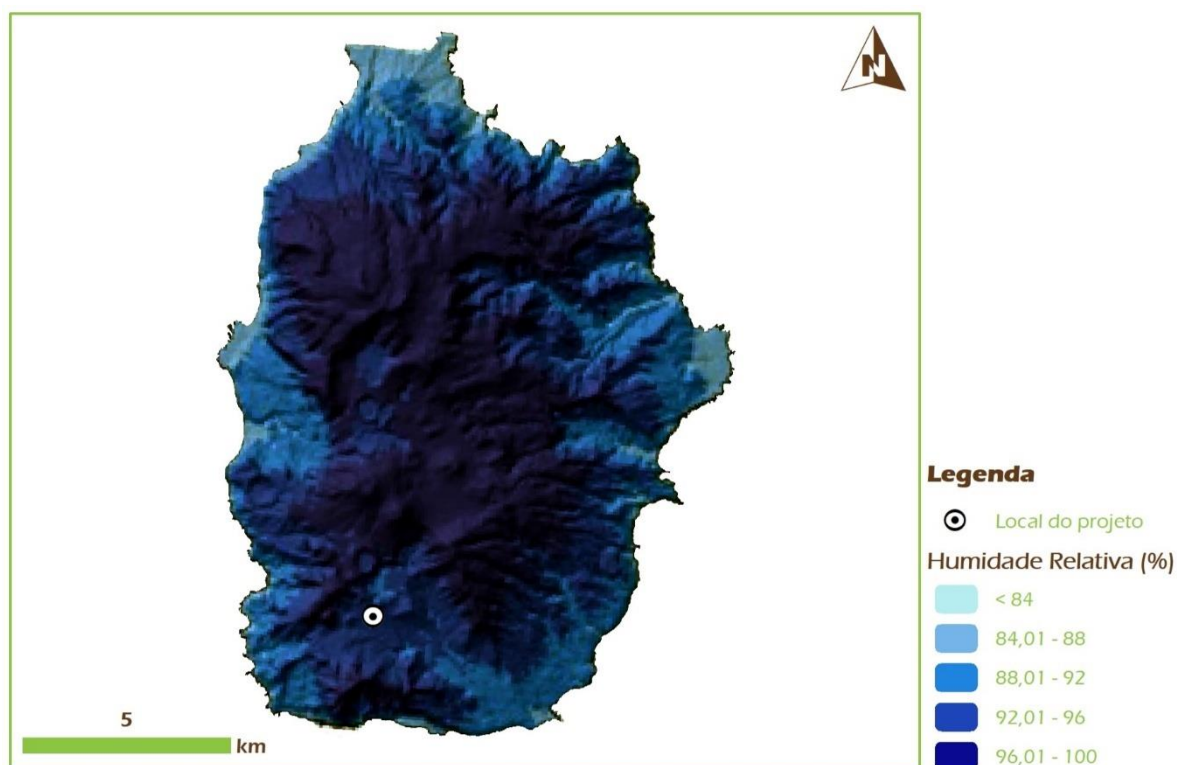 N
Legenda
Local do projeto
Humidade Relativa (%)
< 84
84,01 - 88
88,01 - 92
92,01 - 96
96,01 - 100
5
km